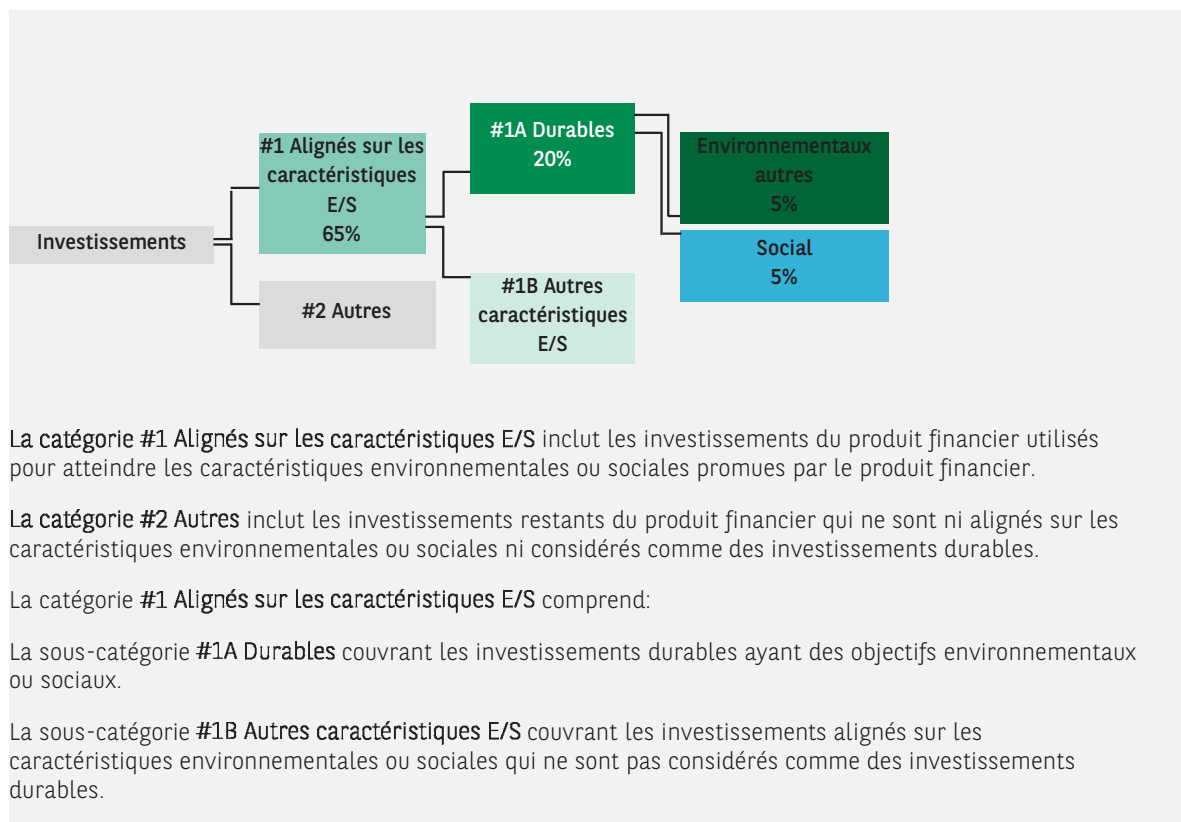 #1A Durables
20%
#1 Alignés sur les
caractéristiques
E/S
65%
Environnementaux
autres
5%
Investissements
Social
5%
#2 Autres
#1B Autres
caractéristiques
E/S
La catégorie #1 Alignés sur les caractéristiques E/S inclut les investissements du produit financier utilisés
pour atteindre les caractéristiques environnementales ou sociales promues par le produit financier.
La catégorie #2 Autres inclut les investissements restants du produit financier qui ne sont ni alignés sur les
caractéristiques environnementales ou sociales ni considérés comme des investissements durables.
La catégorie #1 Alignés sur les caractéristiques E/S comprend:
La sous-catégorie #1A Durables couvrant les investissements durables ayant des objectifs environnementaux
ou sociaux.
La sous-catégorie #1B Autres caractéristiques E/S couvrant les investissements alignés sur les
caractéristiques environnementales ou sociales qui ne sont pas considérés comme des investissements
durables.